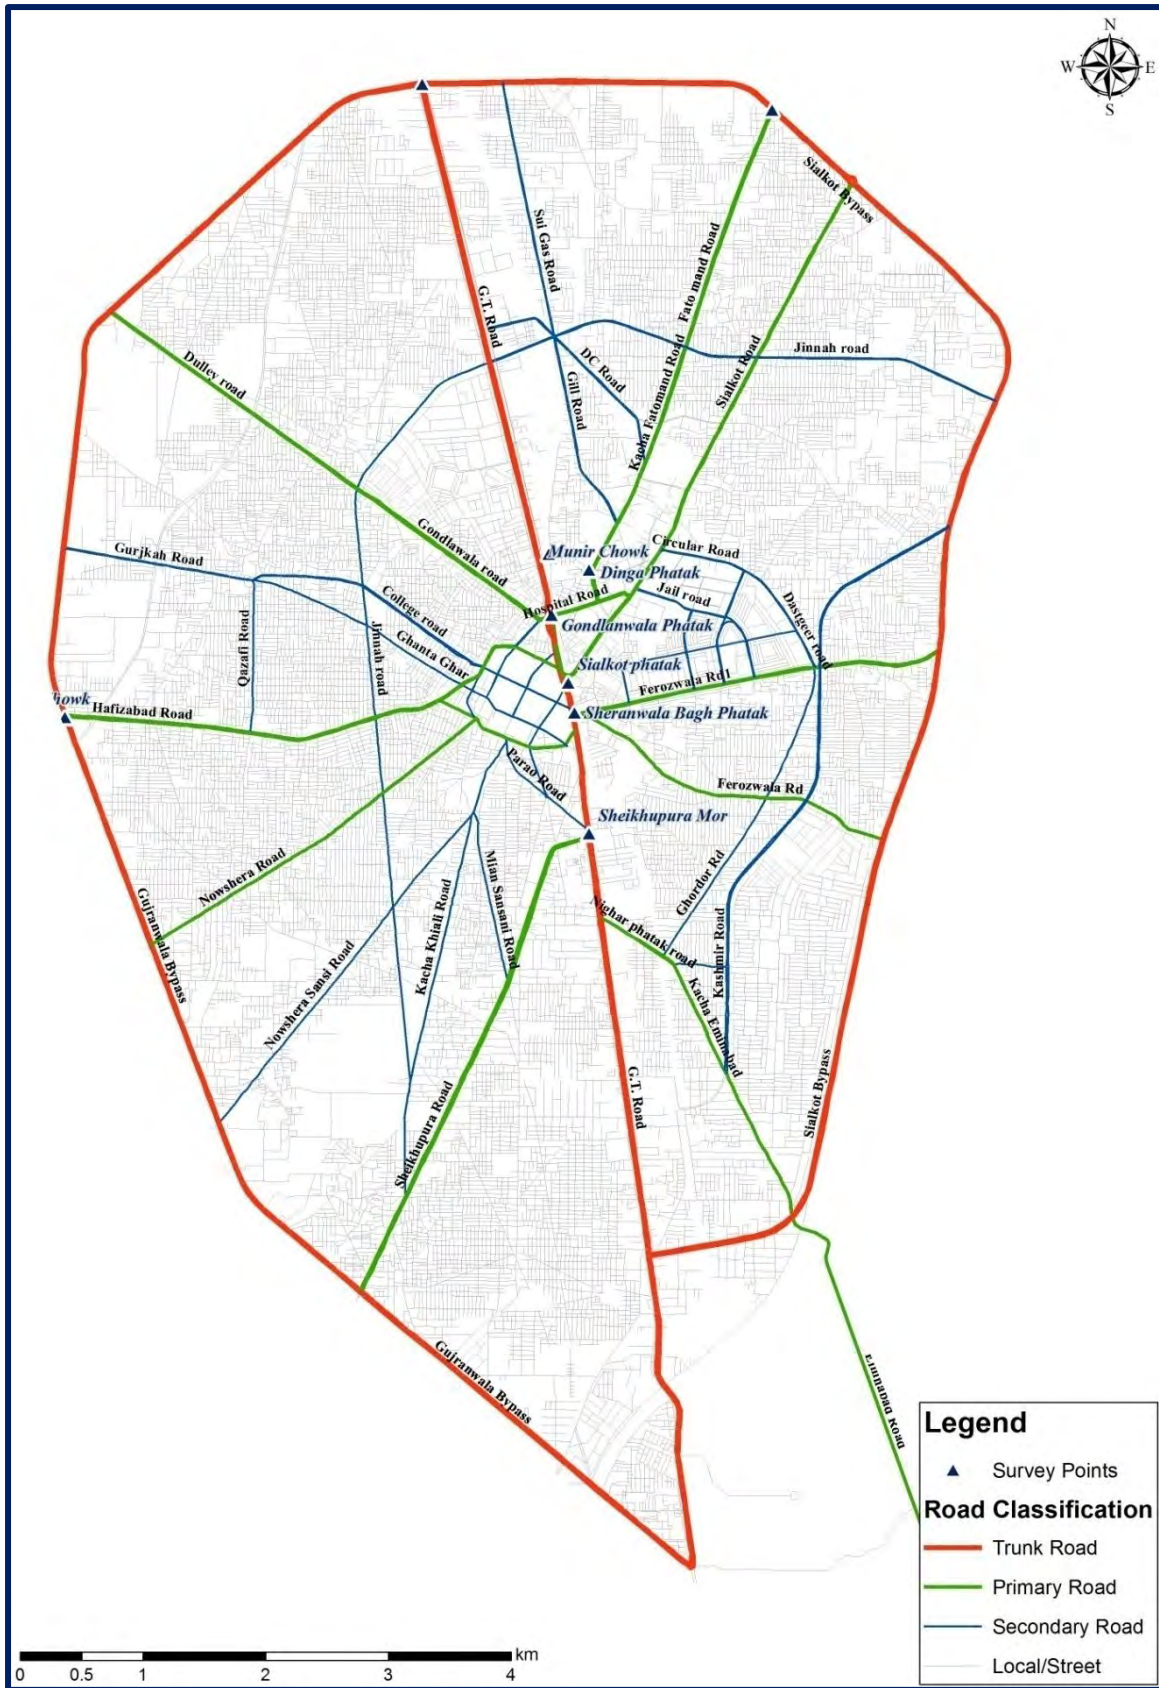 N
W E
S
Sialkot Bypass
Sui Gas Road
Fato mand Road
G.T. Road
Jinnah road
DC Road
Sialkot Road
Dulley road
Gill Road
Kacha Fatomand Road
Gondlawala road
Munir Chowk
Circular Road
Gurjkah Road
Dinga Phatak
College road
Hospital Road
Jail road
Dastgeer road
Gondlanwala Phatak
Qazafi Road
Jinnah road
Ghanta Ghar
Sialkot phatak
Ferozwala Rd1
howk
Hafizabad Road
Sheranwala Bagh Phatak
Parao Road
Ferozwala Rd
Sheikhupura Mor
Nowshera Road
Mian Sansani Road
Ghordor Rd
Gujranwala Bypass
Kacha Khiali Road
Nighar phatak road
Kashmir Road
Nowshera Sansi Road
Kacha Eminabad
G.T. Road
Sialkot Bypass
Sheikhupura Road
Gujranwala Bypass
Road
Legend
Survey Points
Road Classification
Trunk Road
Primary Road
Secondary Road
Local/Street
km
0 0.5 1 2 3 4